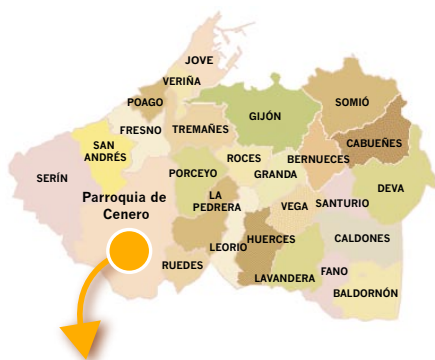 JOVE
VERIÑA
POAGO
SOMIÓ
GIJÓN
FRESNO
TREMAÑES
CABUEÑES
SAN
ANDRÉS
ROCES
BERNUECES
SERÍN
PORCEYO
GRANDA
DEVA
Parroquia de
Cenero
LA
PEDRERA
VEGA
SANTURIO
LEORIO
HUERCES
CALDONES
RUEDES
LAVANDERA
FANO
BALDORNÓN